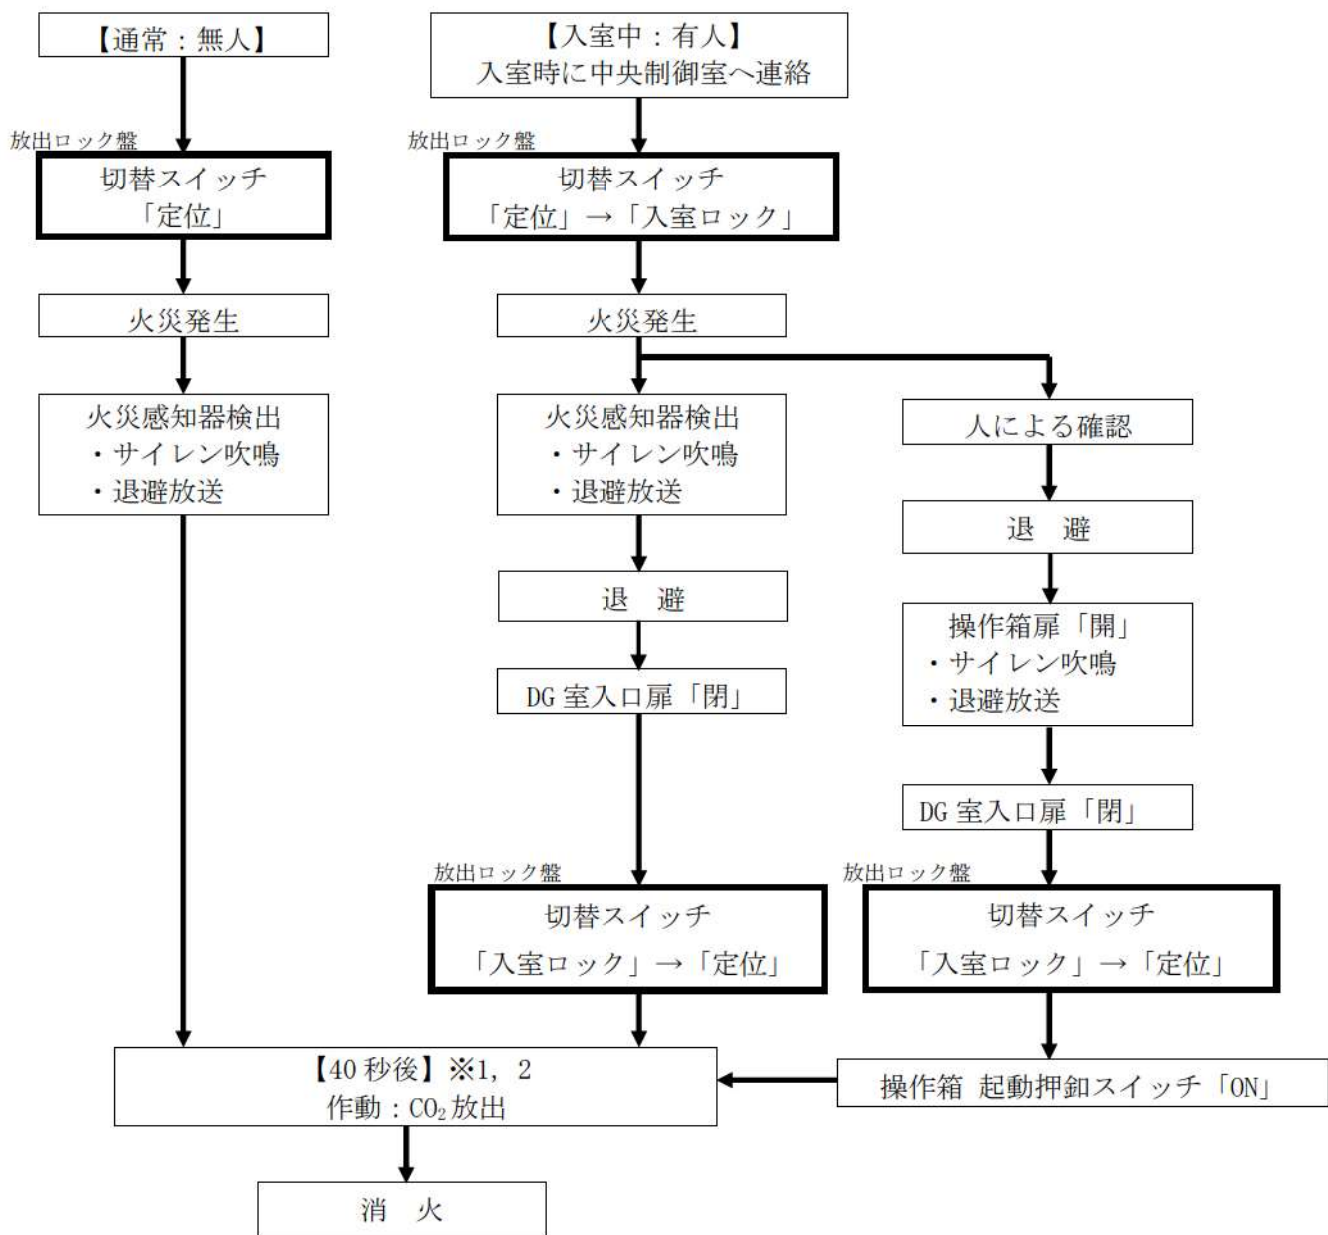 【通常：無人】
放出ロック盤
切替スイッチ
「定位」
火災発生
火災感知器検出
・サイレン吹鳴
・退避放送
【入室中：有人】
入室時に中央制御室へ連絡
放出ロック盤
切替スイッチ
「定位」→「入室ロック」
火災発生
火災感知器検出
・サイレン吹鳴
・退避放送
退　避
DG 室入口扉「閉」
放出ロック盤
切替スイッチ
「入室ロック」→「定位」
人による確認
退　避
操作箱扉「開」
・サイレン吹鳴
・退避放送
DG 室入口扉「閉」
放出ロック盤
切替スイッチ
「入室ロック」→「定位」
操作箱 起動押釦スイッチ「ON」
【40 秒後】※1, 2
作動：CO₂放出
消　火